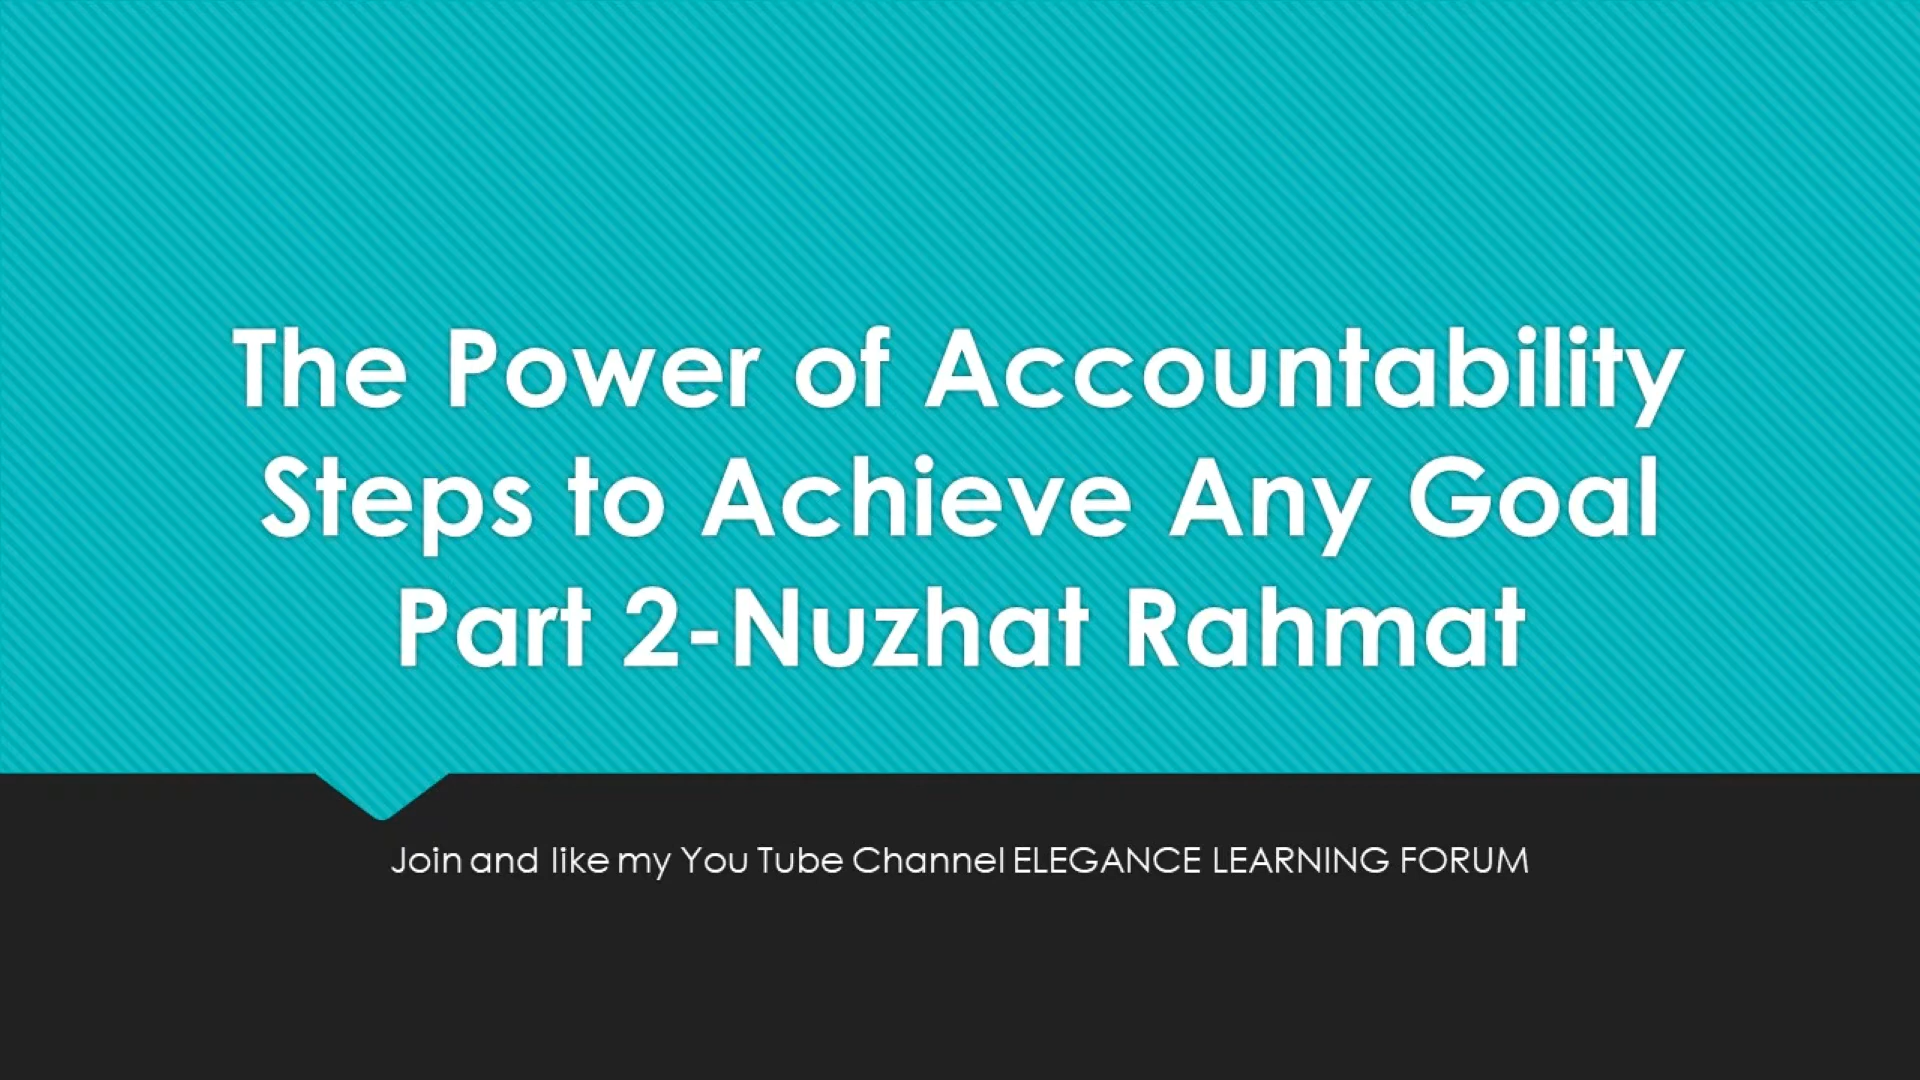 The Power of Accountability
Steps to Achieve Any Goal
Part 2-Nuzhat Rahmat
Join and like my You Tube Channel ELEGANCE LEARNING FORUM